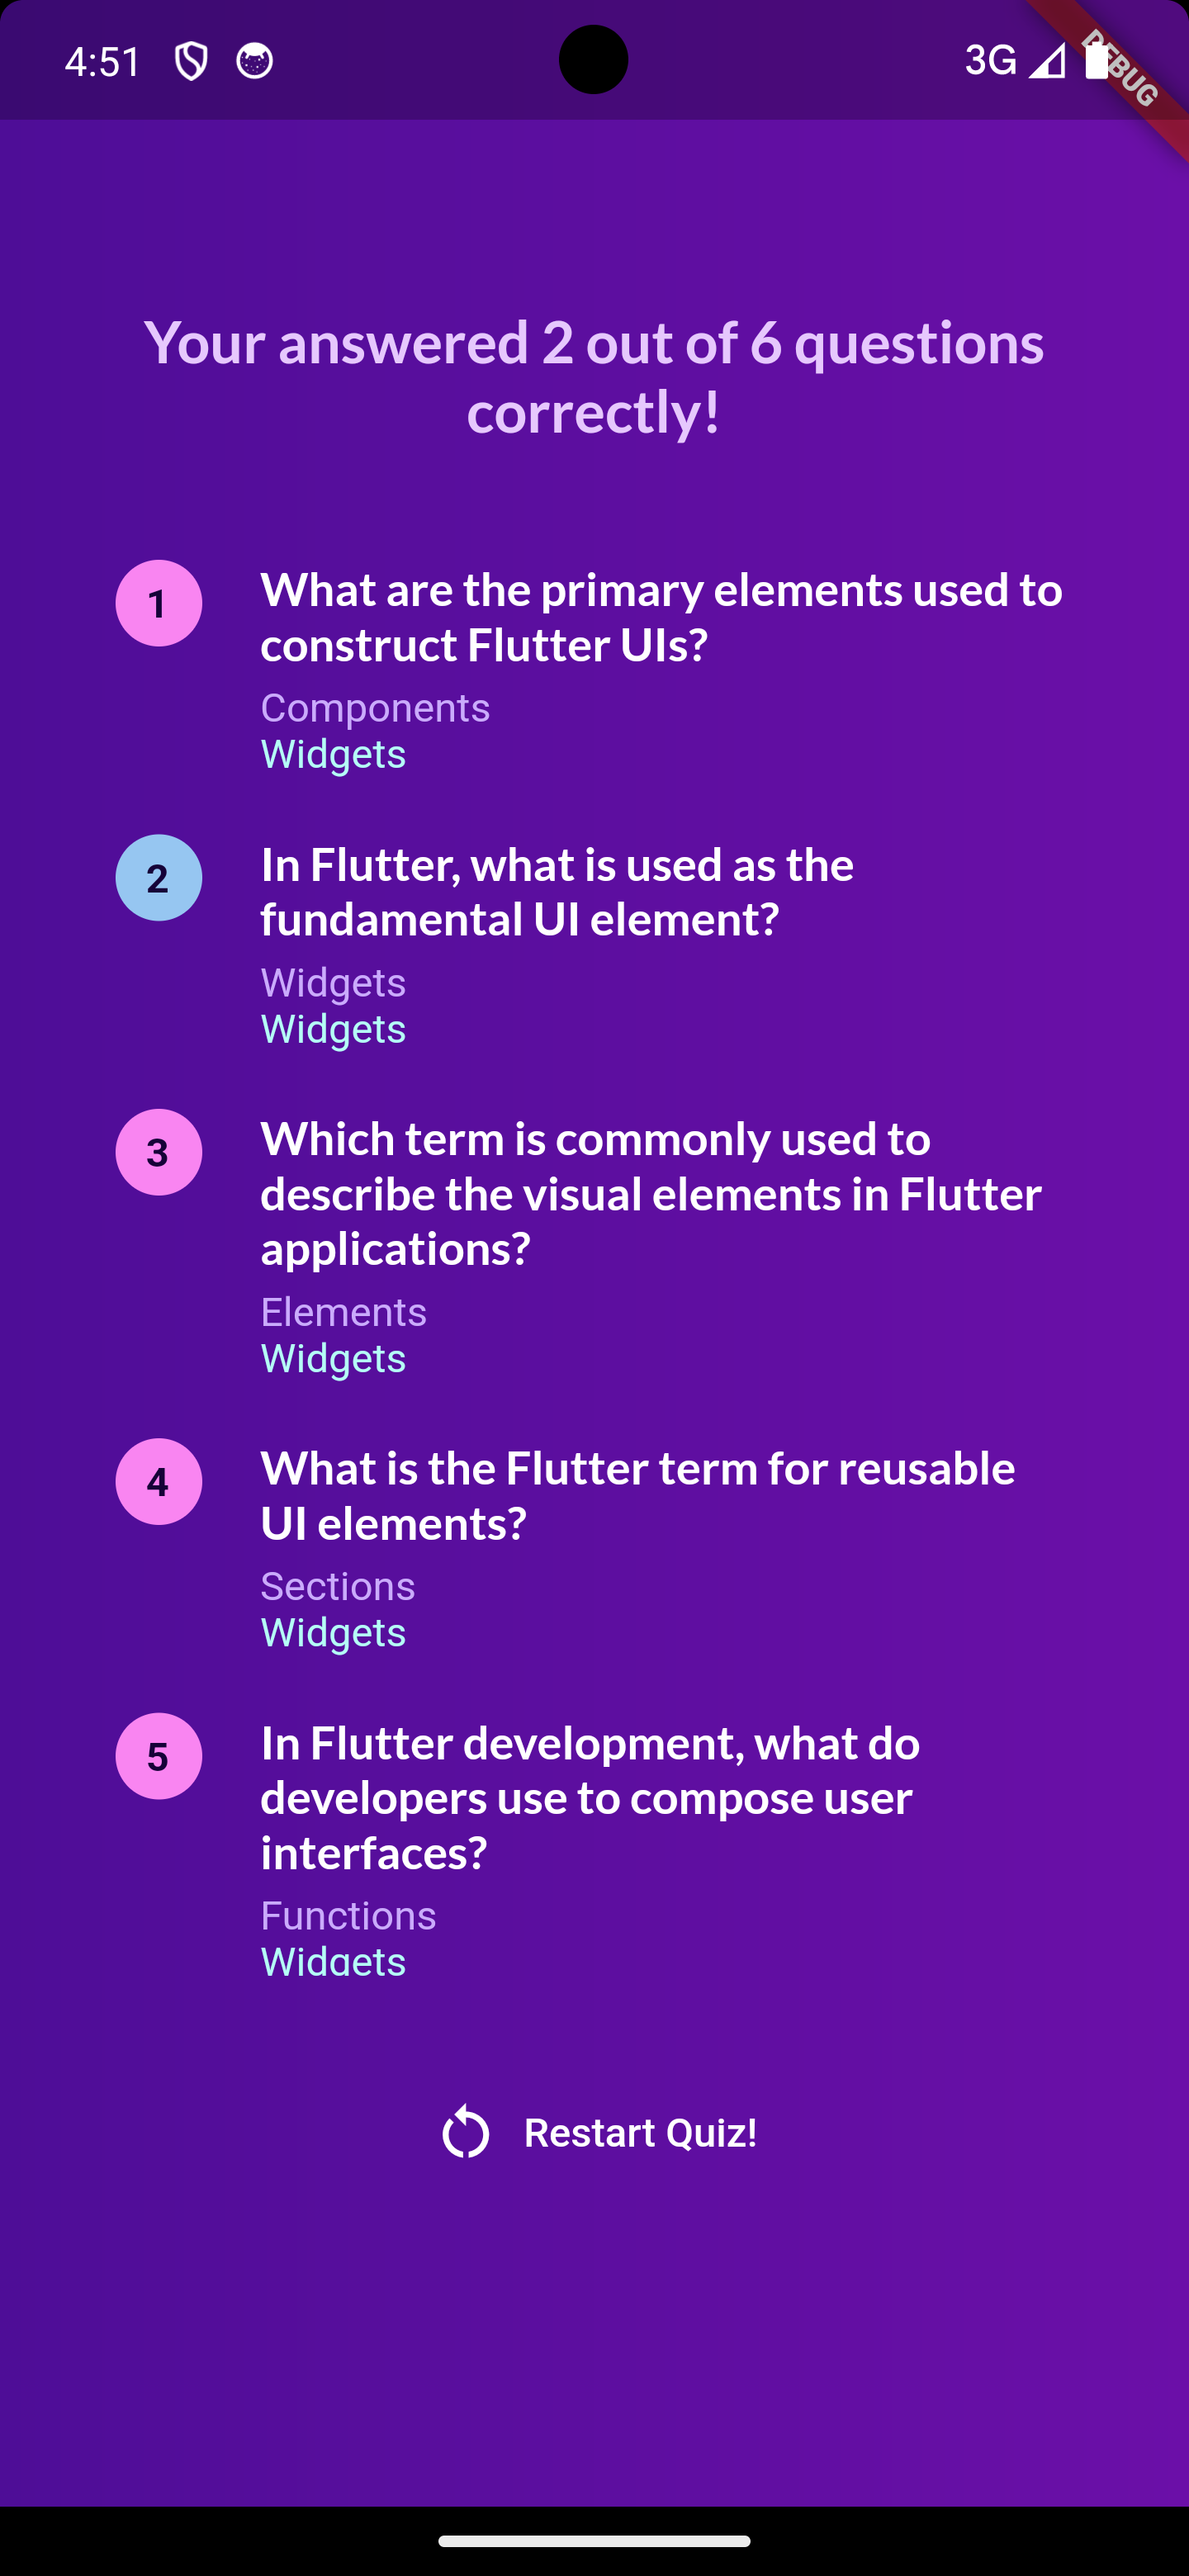 4:51
3G
DEBUG
Your answered 2 out of 6 questions
correctly!
1
What are the primary elements used to
construct Flutter UIs?
Components
Widgets
2
In Flutter, what is used as the
fundamental UI element?
Widgets
Widgets
3
Which term is commonly used to
describe the visual elements in Flutter
applications?
Elements
Widgets
4
What is the Flutter term for reusable
UI elements?
Sections
Widgets
5
In Flutter development, what do
developers use to compose user
interfaces?
Functions
Widgets
Restart Quiz!